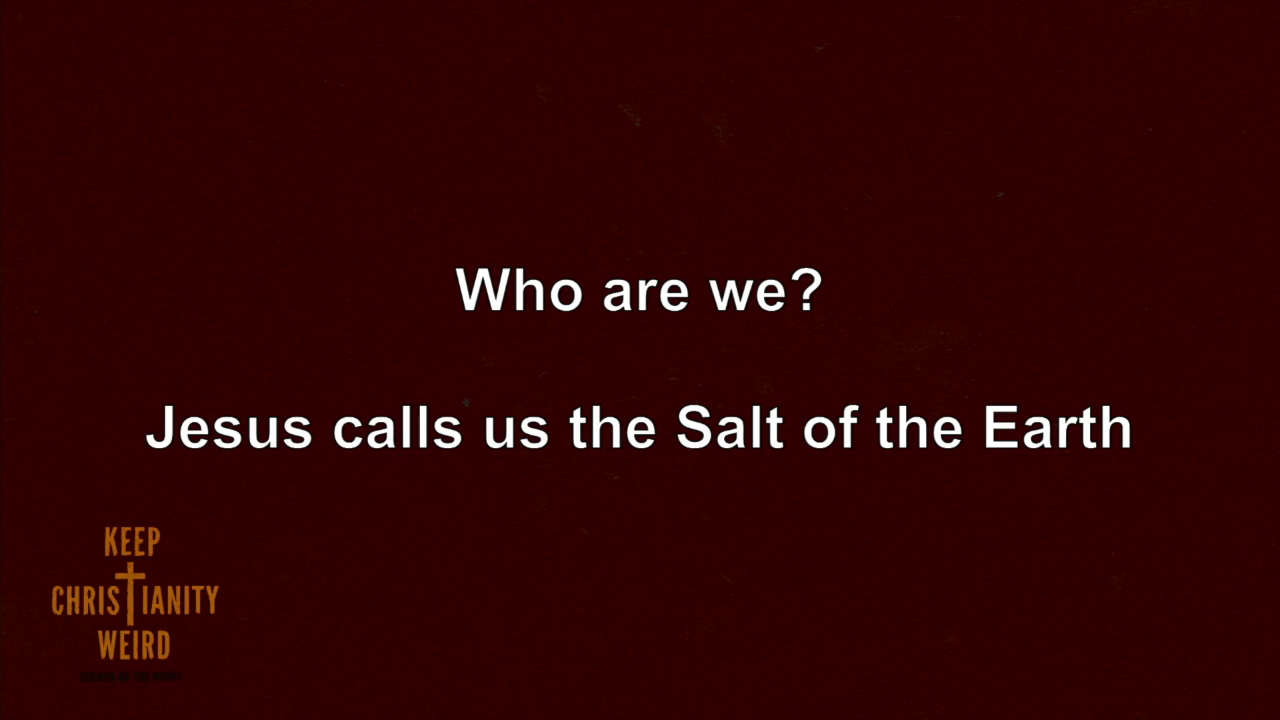 Who are we?
Jesus calls us the Salt of the Earth
KEEP
CHRISTIANITY
WEIRD